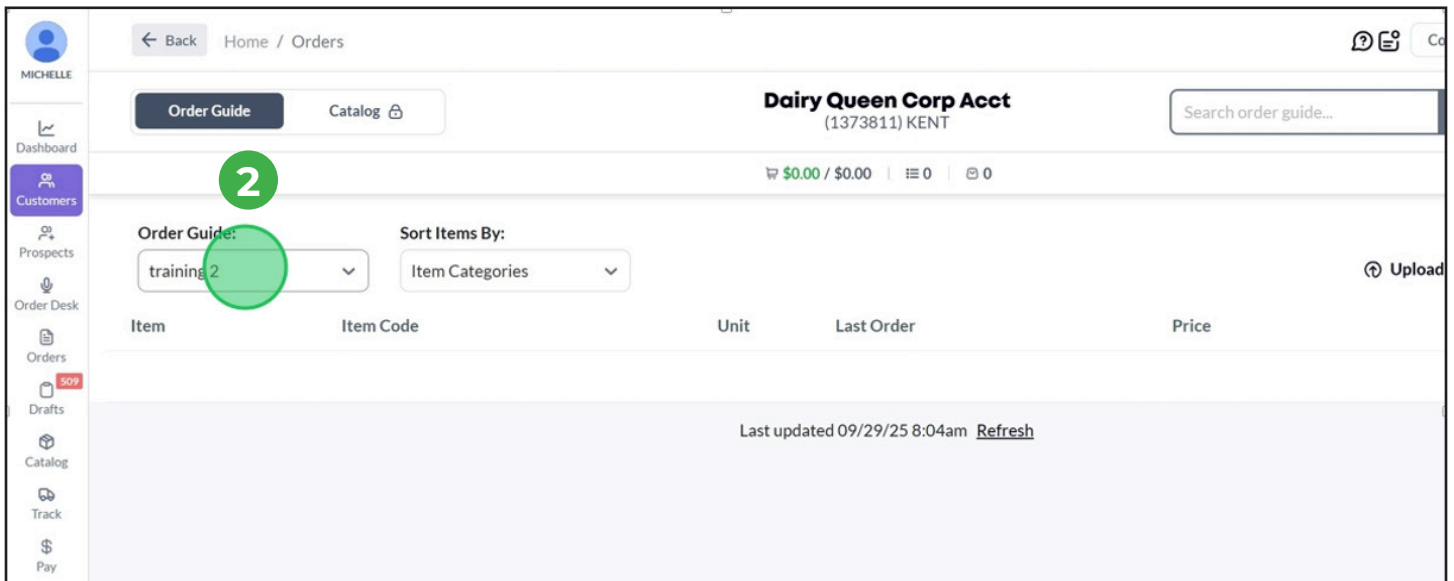 MICHELLE
Back Home / Orders
Co
Order Guide Catalog
Dairy Queen Corp Acct
(1373811) KENT
Search order guide...
$0.00 / $0.00 0 0
Dashboard
Customers
Prospects
Order Desk
Orders
509
Drafts
Catalog
Track
$
Pay
2
Order Guide: Sort Items By:
training 2 Item Categories
Upload
Item Item Code Unit Last Order Price
Last updated 09/29/25 8:04am Refresh